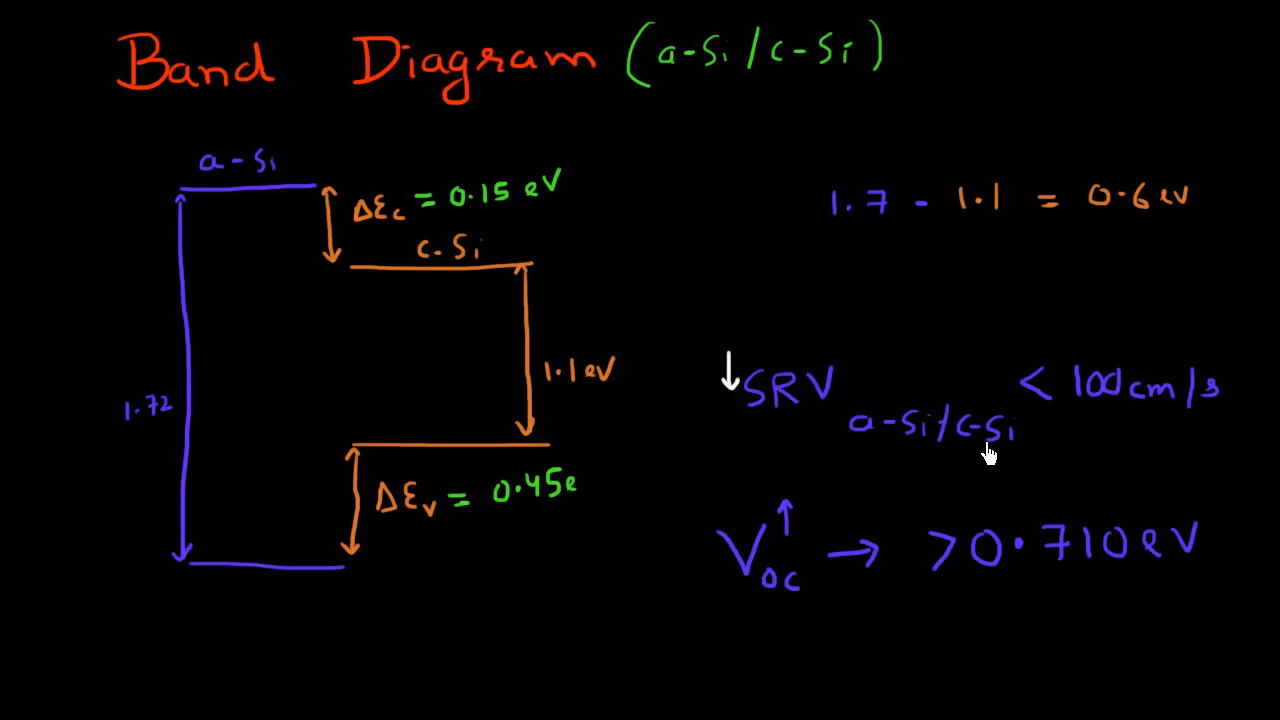 Band Diagram (a-Si/c-Si)
a-Si
ΔEc = 0.15 eV
1.7 - 1.1 = 0.6 eV
c-Si
1.1 eV
↓ SRV a-Si/c-Si < 100 cm/s
1.72
ΔEv = 0.45e
Voc ↑ → > 0.710 eV